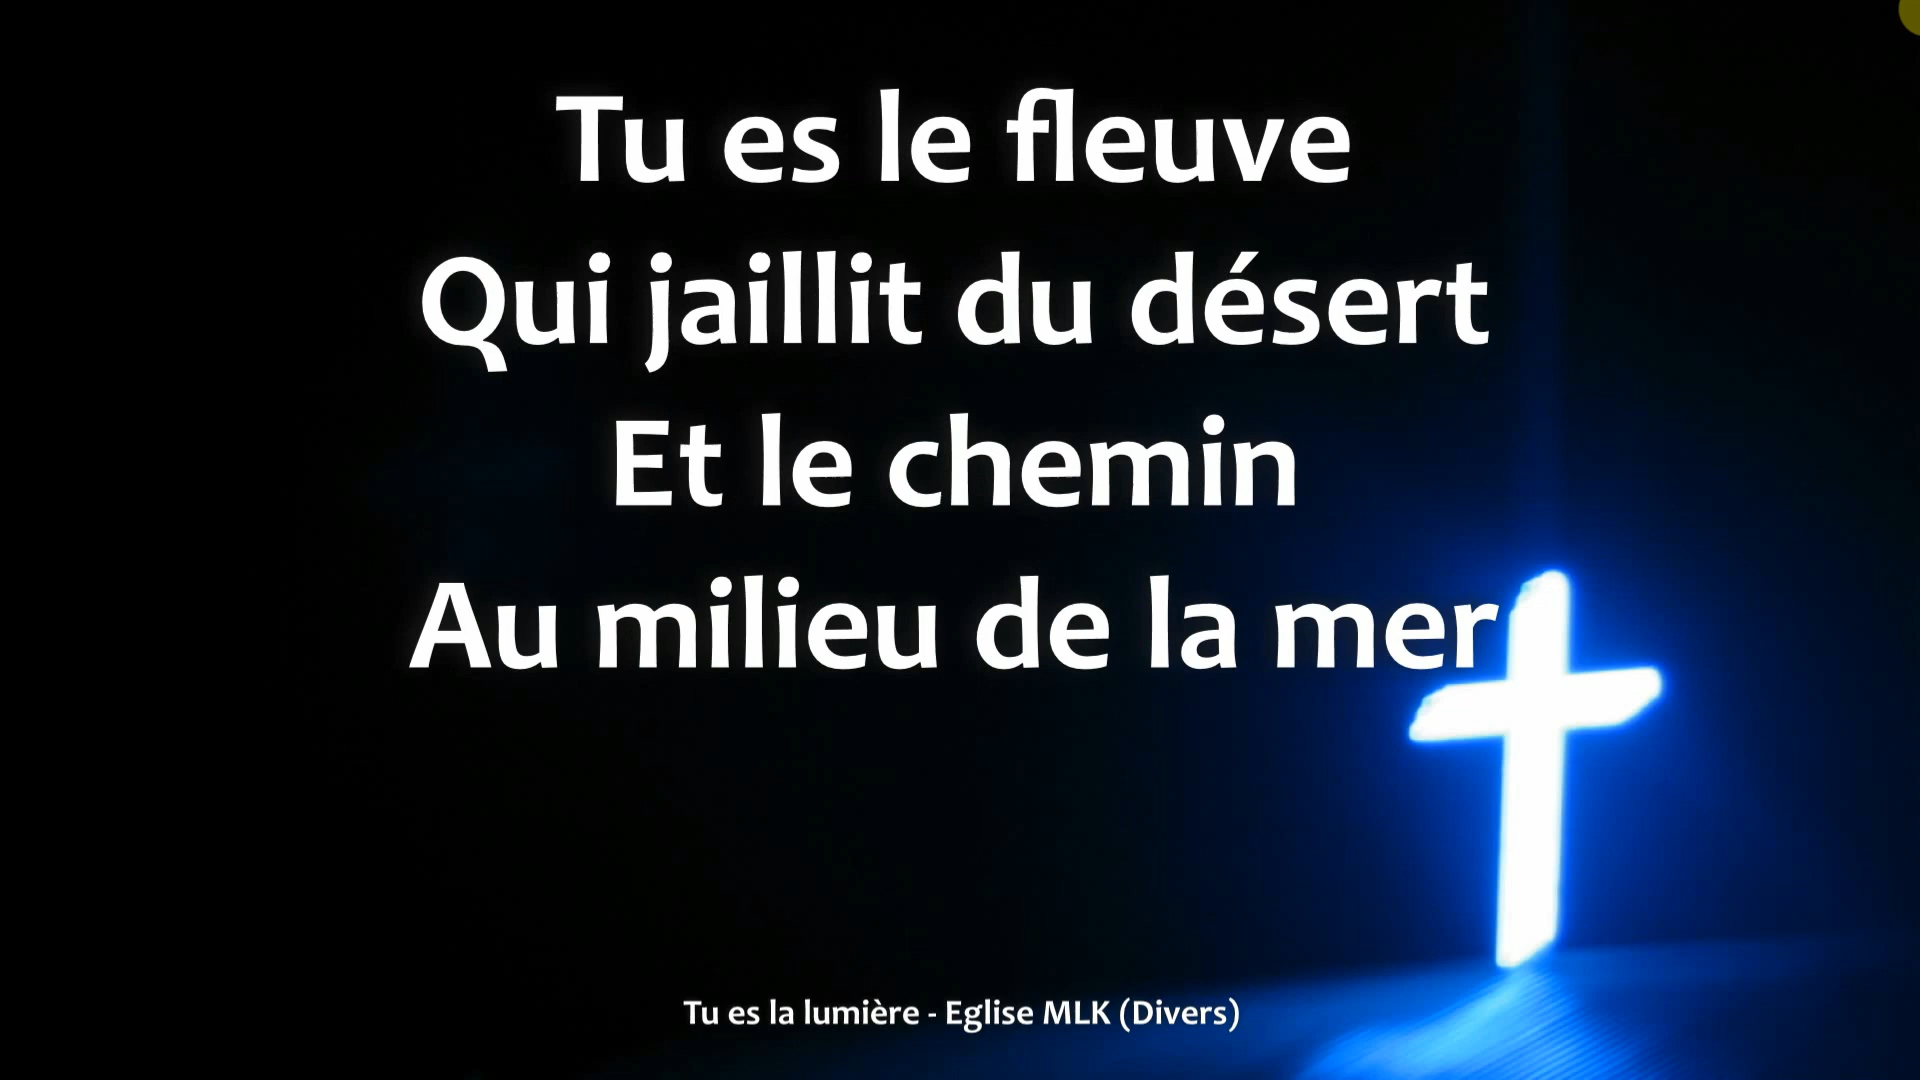 Tu es le fleuve
Qui jaillit du désert
Et le chemin
Au milieu de la mer
Tu es la lumière - Eglise MLK (Divers)